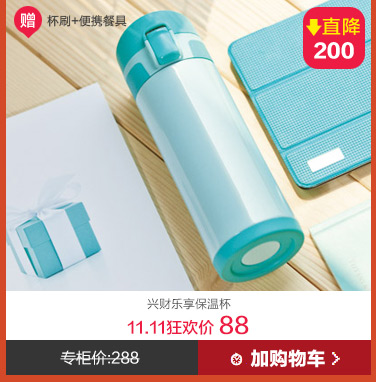 赠 杯刷+便携餐具
直降
200
兴财乐享保温杯
11.11狂欢价 88
专柜价:288
加购物车